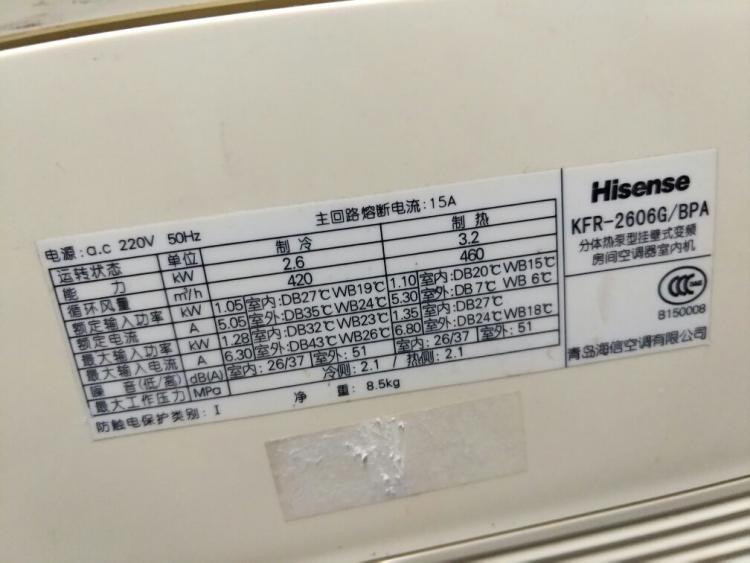 电源:a.c 220V 50Hz 主回路熔断电流:15A
运转状态 单位 制冷 制热
能力 kW 2.6 3.2
循环风量 m³/h 420 460
额定输入功率 kW 1.05 室内:DB27℃ WB19℃ 1.10 室内:DB20℃ WB15℃
额定电流 A 5.05 室外:DB35℃ WB24℃ 5.30 室外:DB 7℃ WB 6℃
最大输入功率 kW 1.28 室内:DB32℃ WB23℃ 1.35 室内:DB27℃
最大输入电流 A 6.30 室外:DB43℃ WB26℃ 6.80 室外:DB24℃ WB18℃
噪音(低/高) dB(A) 室内:26/37 室外:51 室内:26/37 室外:51
最大工作压力 MPa 冷侧:2.1 / 热侧:2.1
防触电保护类别:I 净重:8.5kg
Hisense
KFR-2606G/BPA
分体热泵型挂壁式变频
房间空调器室内机
CCC
B150008
青岛海信空调有限公司